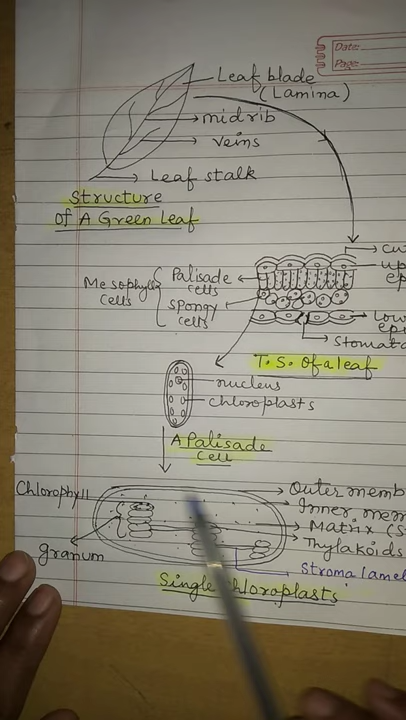 Date:
Page:
Leaf blade
(Lamina)
midrib
veins
Leaf stalk
Structure
of A Green Leaf
Mesophyll
cells
Palisade
cells
spongy
cells
Stomata
T. S. Of a leaf
nucleus
chloroplasts
A Palisade
Cell
Chlorophyll
granum
Outer memb
Inner mem
Matrix (S
Thylakoids
Stroma lamel
Single Chloroplasts